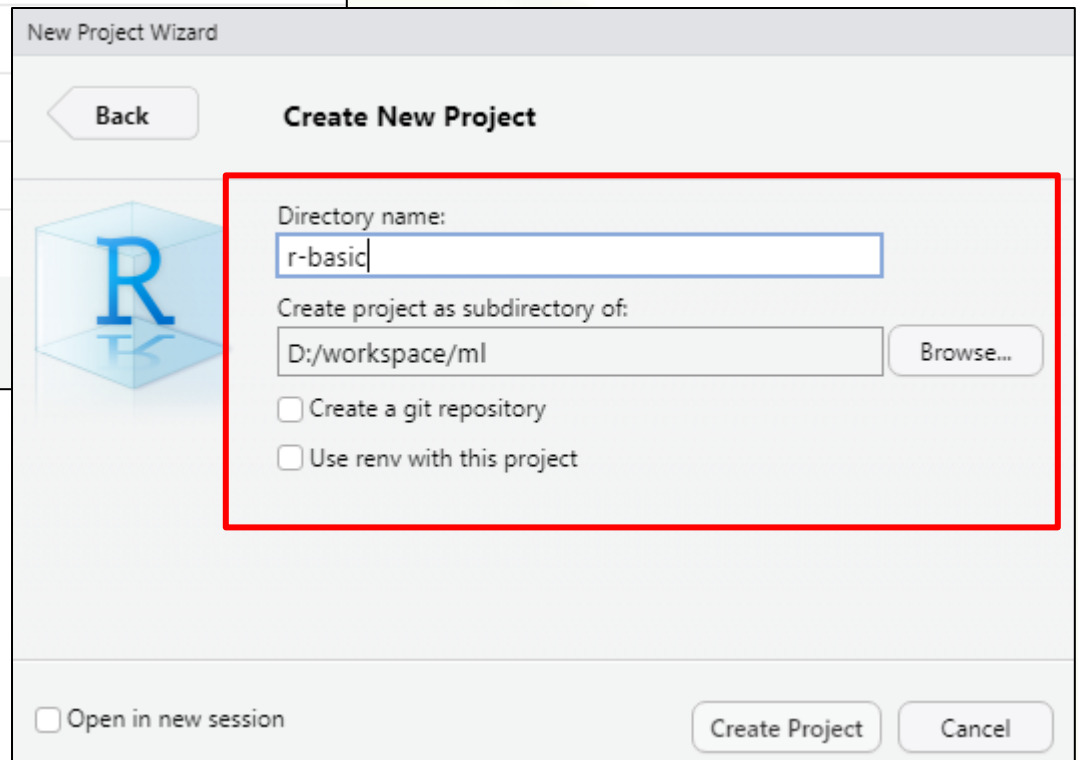 New Project Wizard
Back
Create New Project
R
Directory name:
r-basic
Create project as subdirectory of:
D:/workspace/ml
Browse...
Create a git repository
Use renv with this project
Open in new session
Create Project
Cancel